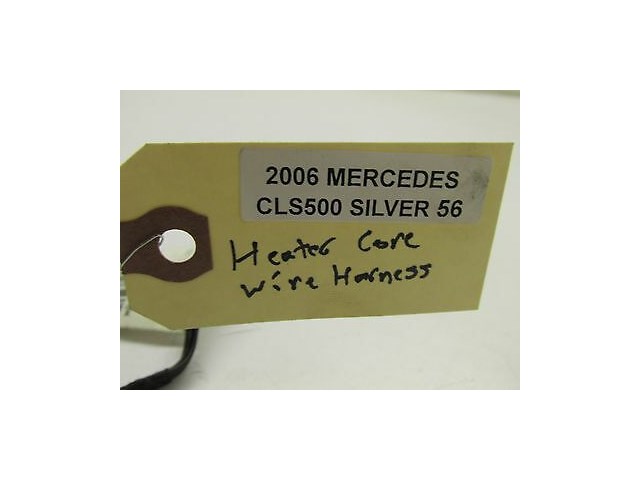 2006 MERCEDES
CLS500 SILVER 56
Heater Core
Wire Harness